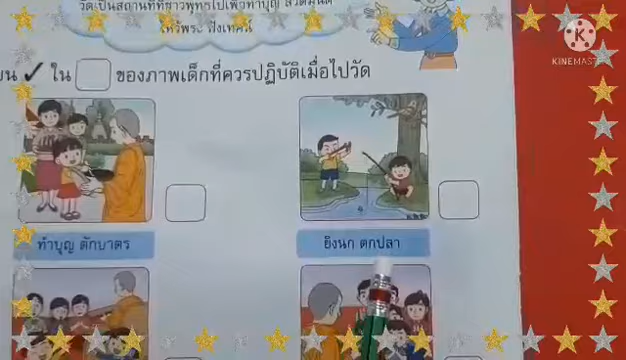 วัดเป็นสถานที่ที่ชาวพุทธไปเพื่อทำบุญ สวดมนต์
ไหว้พระ ฟังเทศน์
ใน ของภาพเด็กที่ควรปฏิบัติเมื่อไปวัด
ทำบุญ ตักบาตร
ยิงนก ตกปลา
KINEMASTER